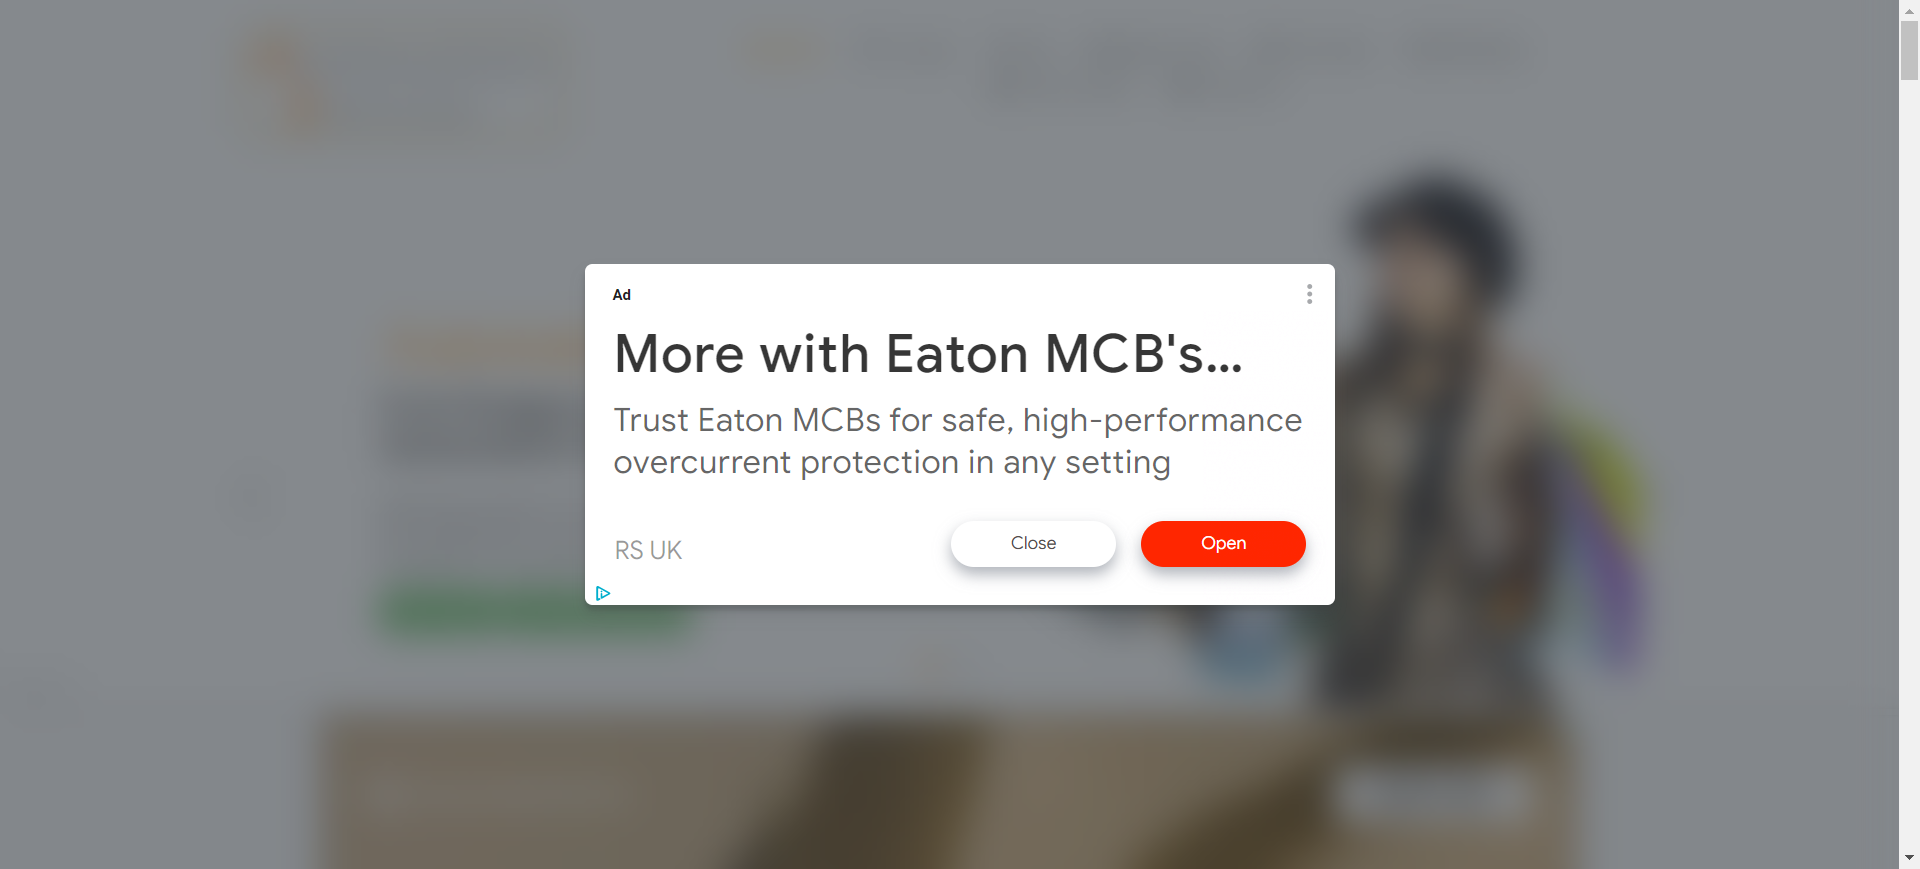 Ad
More with Eaton MCB's...
Trust Eaton MCBs for safe, high-performance
overcurrent protection in any setting
RS UK
Close
Open